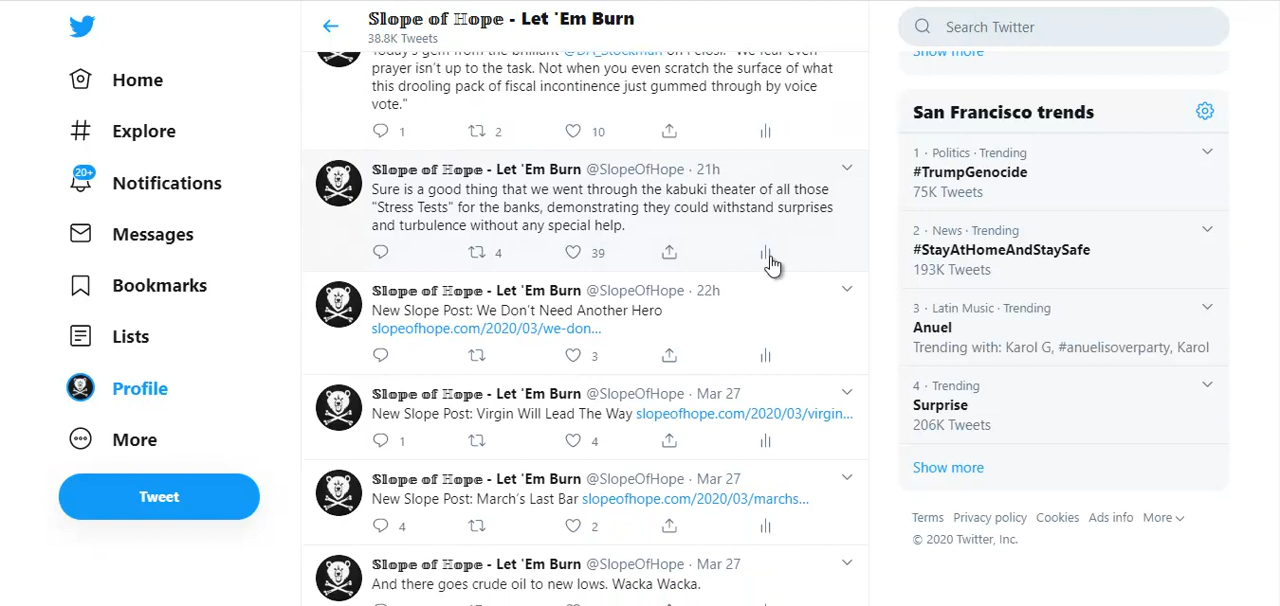 Home
Explore
20+
Notifications
Messages
Bookmarks
Lists
Profile
More
Tweet
𝕊𝕝𝕠𝕡𝕖 𝕠𝕗 ℍ𝕠𝕡𝕖 - Let 'Em Burn
38.8K Tweets
Today's gem from the brilliant @DA_Stockman on Pelosi: "We fear even
prayer isn't up to the task. Not when you even scratch the surface of what
this drooling pack of fiscal incontinence just gummed through by voice
vote."
1 2 10
𝕊𝕝𝕠𝕡𝕖 𝕠𝕗 ℍ𝕠𝕡𝕖 - Let 'Em Burn @SlopeOfHope · 21h
Sure is a good thing that we went through the kabuki theater of all those
"Stress Tests" for the banks, demonstrating they could withstand surprises
and turbulence without any special help.
4 39
𝕊𝕝𝕠𝕡𝕖 𝕠𝕗 ℍ𝕠𝕡𝕖 - Let 'Em Burn @SlopeOfHope · 22h
New Slope Post: We Don't Need Another Hero
slopeofhope.com/2020/03/we-don...
3
𝕊𝕝𝕠𝕡𝕖 𝕠𝕗 ℍ𝕠𝕡𝕖 - Let 'Em Burn @SlopeOfHope · Mar 27
New Slope Post: Virgin Will Lead The Way slopeofhope.com/2020/03/virgin...
1 4
𝕊𝕝𝕠𝕡𝕖 𝕠𝕗 ℍ𝕠𝕡𝕖 - Let 'Em Burn @SlopeOfHope · Mar 27
New Slope Post: March's Last Bar slopeofhope.com/2020/03/marchs...
4 2
𝕊𝕝𝕠𝕡𝕖 𝕠𝕗 ℍ𝕠𝕡𝕖 - Let 'Em Burn @SlopeOfHope · Mar 27
And there goes crude oil to new lows. Wacka Wacka.
Search Twitter
Show more
San Francisco trends
1 · Politics · Trending
#TrumpGenocide
75K Tweets
2 · News · Trending
#StayAtHomeAndStaySafe
193K Tweets
3 · Latin Music · Trending
Anuel
Trending with: Karol G, #anuelisoverparty, Karol
4 · Trending
Surprise
206K Tweets
Show more
Terms Privacy policy Cookies Ads info More
© 2020 Twitter, Inc.